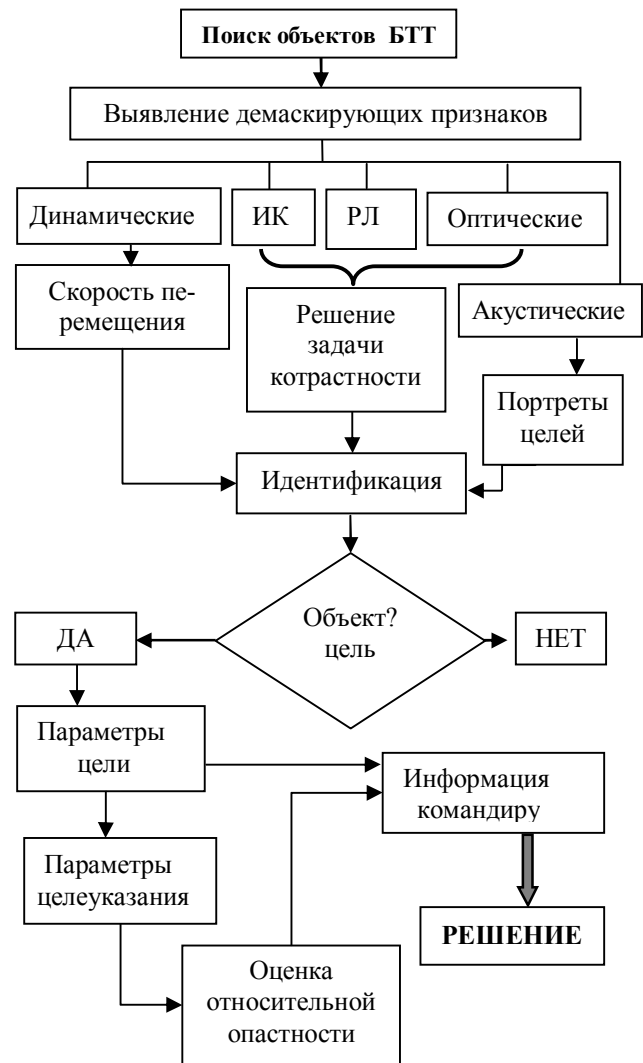 Поиск объектов БТТ
Выявление демаскирующих признаков
Динамические
ИК
РЛ
Оптические
Скорость пе-
ремещения
Решение
задачи
котрастности
Акустические
Портреты
целей
Идентификация
Объект?
цель
ДА
НЕТ
Параметры
цели
Информация
командиру
Параметры
целеуказания
РЕШЕНИЕ
Оценка
относительной
опастности